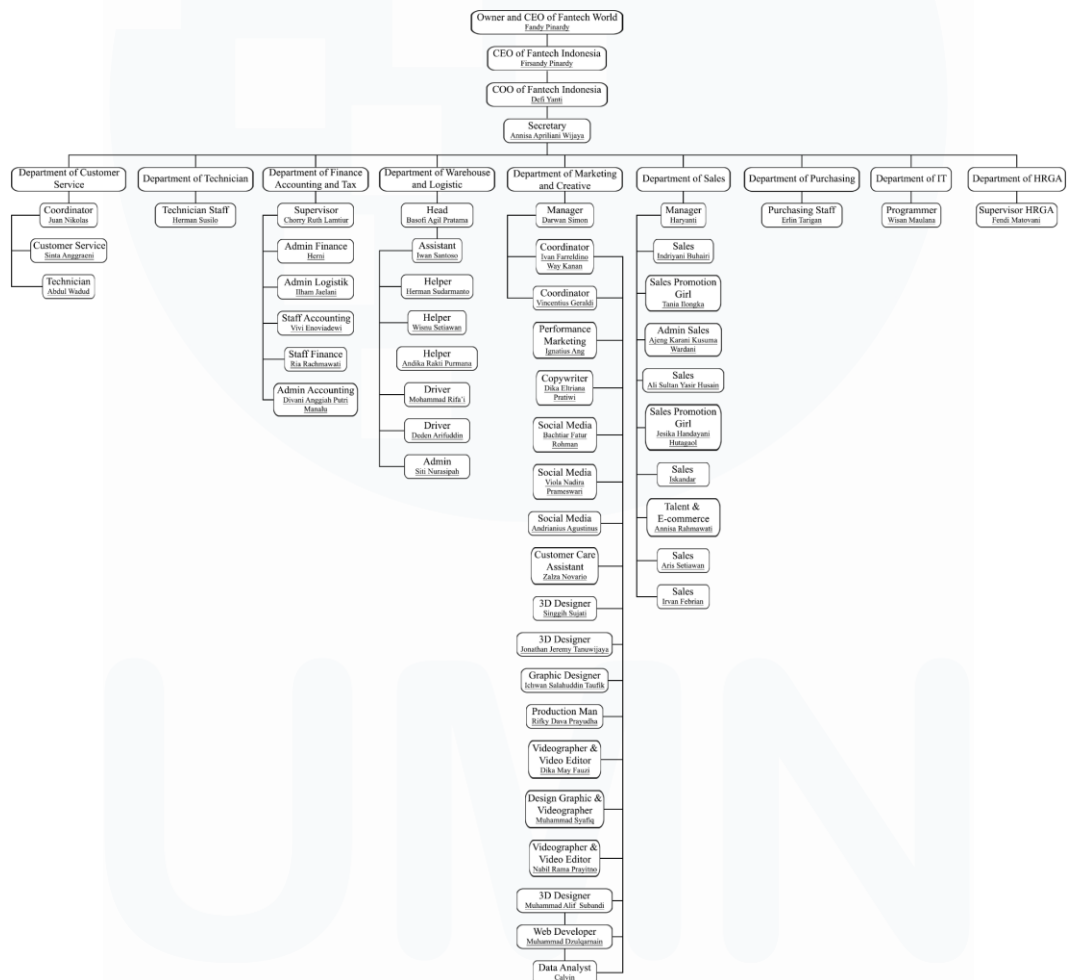 Owner and CEO of Fantech World
Fandy Pinardy
CEO of Fantech Indonesia
Firsandy Pinardy
COO of Fantech Indonesia
Defi Yanti
Secretary
Annisa Apriliani Wijaya
Department of Customer
Service
Coordinator
Juan Nikolas
Customer Service
Sinta Anggraeni
Technician
Abdul Wadud
Department of Technician
Technician Staff
Herman Susilo
Department of Finance
Accounting and Tax
Supervisor
Chorry Ruth Lamtiar
Admin Finance
Herni
Admin Logistik
Ilham Jaelani
Staff Accounting
Vivi Enoviadewi
Staff Finance
Ria Rachmawati
Admin Accounting
Divani Anggiah Putri
Manalu
Department of Warehouse
and Logistic
Head
Busofi Agil Pratama
Assistant
Iwan Santoso
Helper
Herman Sudarmanto
Helper
Wisnu Setiawan
Helper
Andika Rakti Purmana
Driver
Mohammad Rifa'i
Driver
Deden Arifuddin
Admin
Siti Nurasipah
Department of Marketing
and Creative
Manager
Darwan Simon
Coordinator
Ivan Farreldino
Way Kanan
Coordinator
Vincentius Geraldi
Performance
Marketing
Ignatius Ang
Copywriter
Dika Eltriana
Pratiwi
Social Media
Bachtiar Fatur
Rohman
Social Media
Viola Nadira
Prameswari
Social Media
Andrianius Agustinus
Customer Care
Assistant
Zalza Novario
3D Designer
Singgih Sujati
3D Designer
Jonathan Jeremy Tanuwijaya
Graphic Designer
Ichwan Salahuddin Taufik
Production Man
Rifky Dava Prayudha
Videographer &
Video Editor
Dika May Fauzi
Design Graphic &
Videographer
Muhammad Syafiq
Videographer &
Video Editor
Nabil Rama Prayitno
3D Designer
Muhammad Alif Subandi
Web Developer
Muhammad Dzulqarnain
Data Analyst
Calvin
Department of Sales
Manager
Haryanti
Sales
Indriyani Buhairi
Sales Promotion
Girl
Tania Ilongka
Admin Sales
Ajeng Karani Kusuma
Wardani
Sales
Ali Sultan Yasir Husain
Sales Promotion
Girl
Jesika Handayani
Hutagaol
Sales
Iskandar
Talent &
E-commerce
Annisa Rahmawati
Sales
Aris Setiawan
Sales
Irvan Febrian
Department of Purchasing
Purchasing Staff
Erlin Tarigan
Department of IT
Programmer
Wisan Maulana
Department of HRGA
Supervisor HRGA
Fendi Matovani
UMN